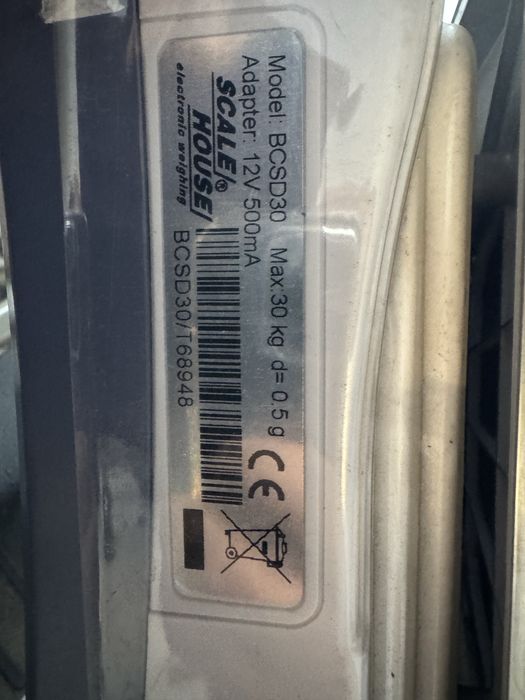 Model: BCSD30 Max:30 kg d= 0.5 g
Adapter: 12V 500mA
CE
SCALE®
HOUSE
electronic weighing
BCSD30/T68948